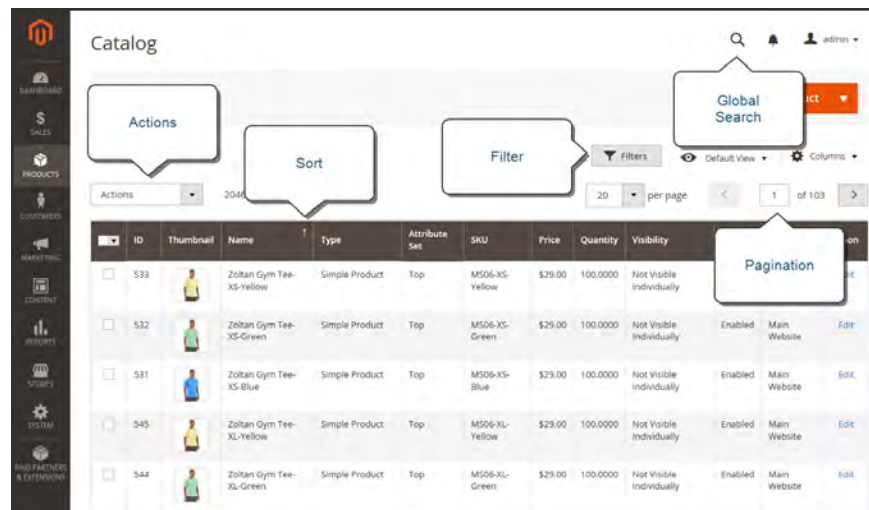 Catalog
admin
DASHBOARD
SALES
PRODUCTS
CUSTOMERS
MARKETING
CONTENT
REPORTS
STORES
SYSTEM
FIND PARTNERS
& EXTENSIONS
Actions
Sort
Filter
Global
Search
Pagination
Filters
Default View
Columns
Actions
2046
20 per page
1 of 103
ID Thumbnail Name Type Attribute Set SKU Price Quantity Visibility
533 Zoltan Gym Tee- Simple Product Top MS06-XS- $29.00 100.0000 Not Visible Edit
XS-Yellow Yellow Individually
532 Zoltan Gym Tee- Simple Product Top MS06-XS- $29.00 100.0000 Not Visible Enabled Main Edit
XS-Green Green Individually Website
531 Zoltan Gym Tee- Simple Product Top MS06-XS- $29.00 100.0000 Not Visible Enabled Main Edit
XS-Blue Blue Individually Website
545 Zoltan Gym Tee- Simple Product Top MS06-XL- $29.00 100.0000 Not Visible Enabled Main Edit
XL-Yellow Yellow Individually Website
544 Zoltan Gym Tee- Simple Product Top MS06-XL- $29.00 100.0000 Not Visible Enabled Main Edit
XL-Green Green Individually Website